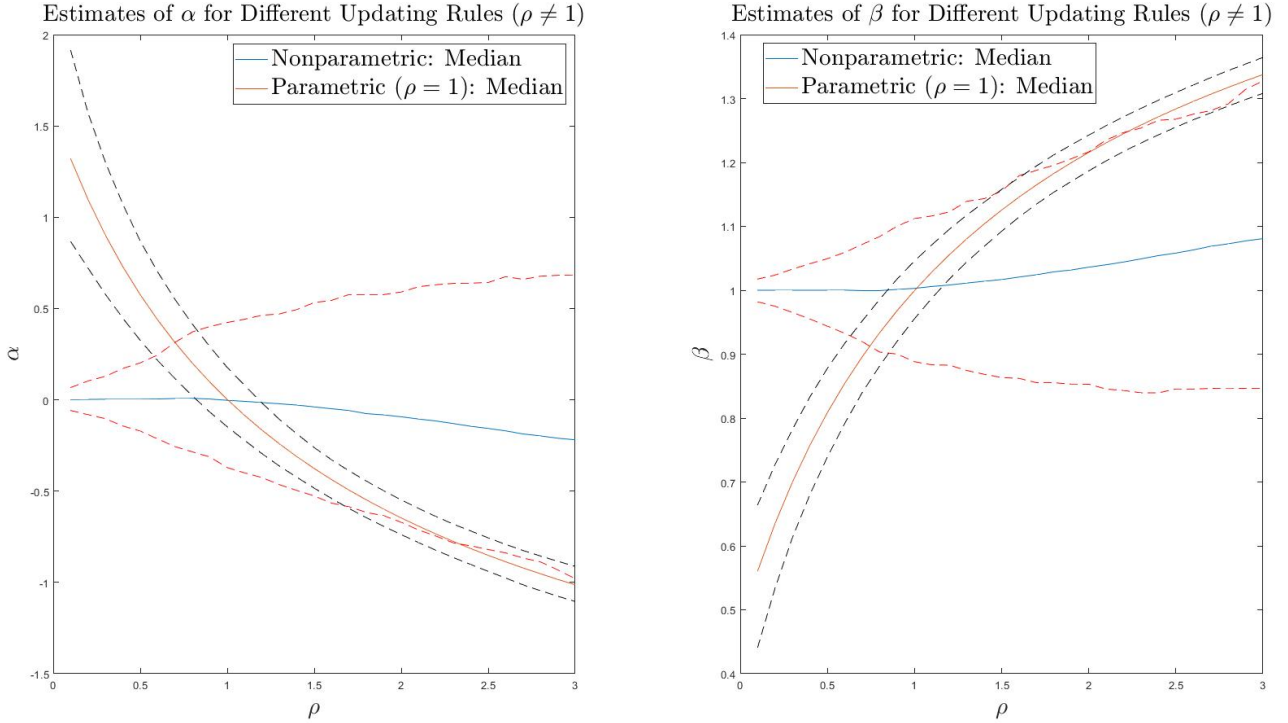 Estimates of α for Different Updating Rules (ρ ≠ 1)
Nonparametric: Median
Parametric (ρ = 1): Median
2
1.5
1
0.5
0
-0.5
-1
-1.5
α
0 0.5 1 1.5 2 2.5 3
ρ
Estimates of β for Different Updating Rules (ρ ≠ 1)
Nonparametric: Median
Parametric (ρ = 1): Median
1.4
1.3
1.2
1.1
1
0.9
0.8
0.7
0.6
0.5
0.4
β
0 0.5 1 1.5 2 2.5 3
ρ